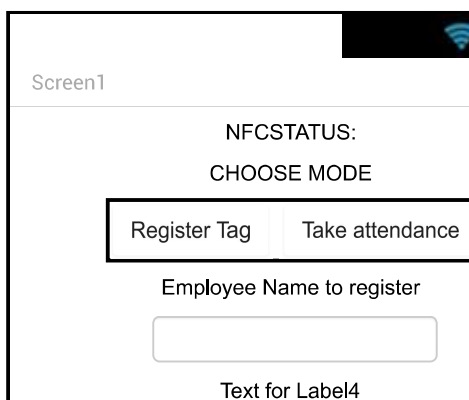 Screen1
NFCSTATUS:
CHOOSE MODE
Register Tag Take attendance
Employee Name to register
Text for Label4